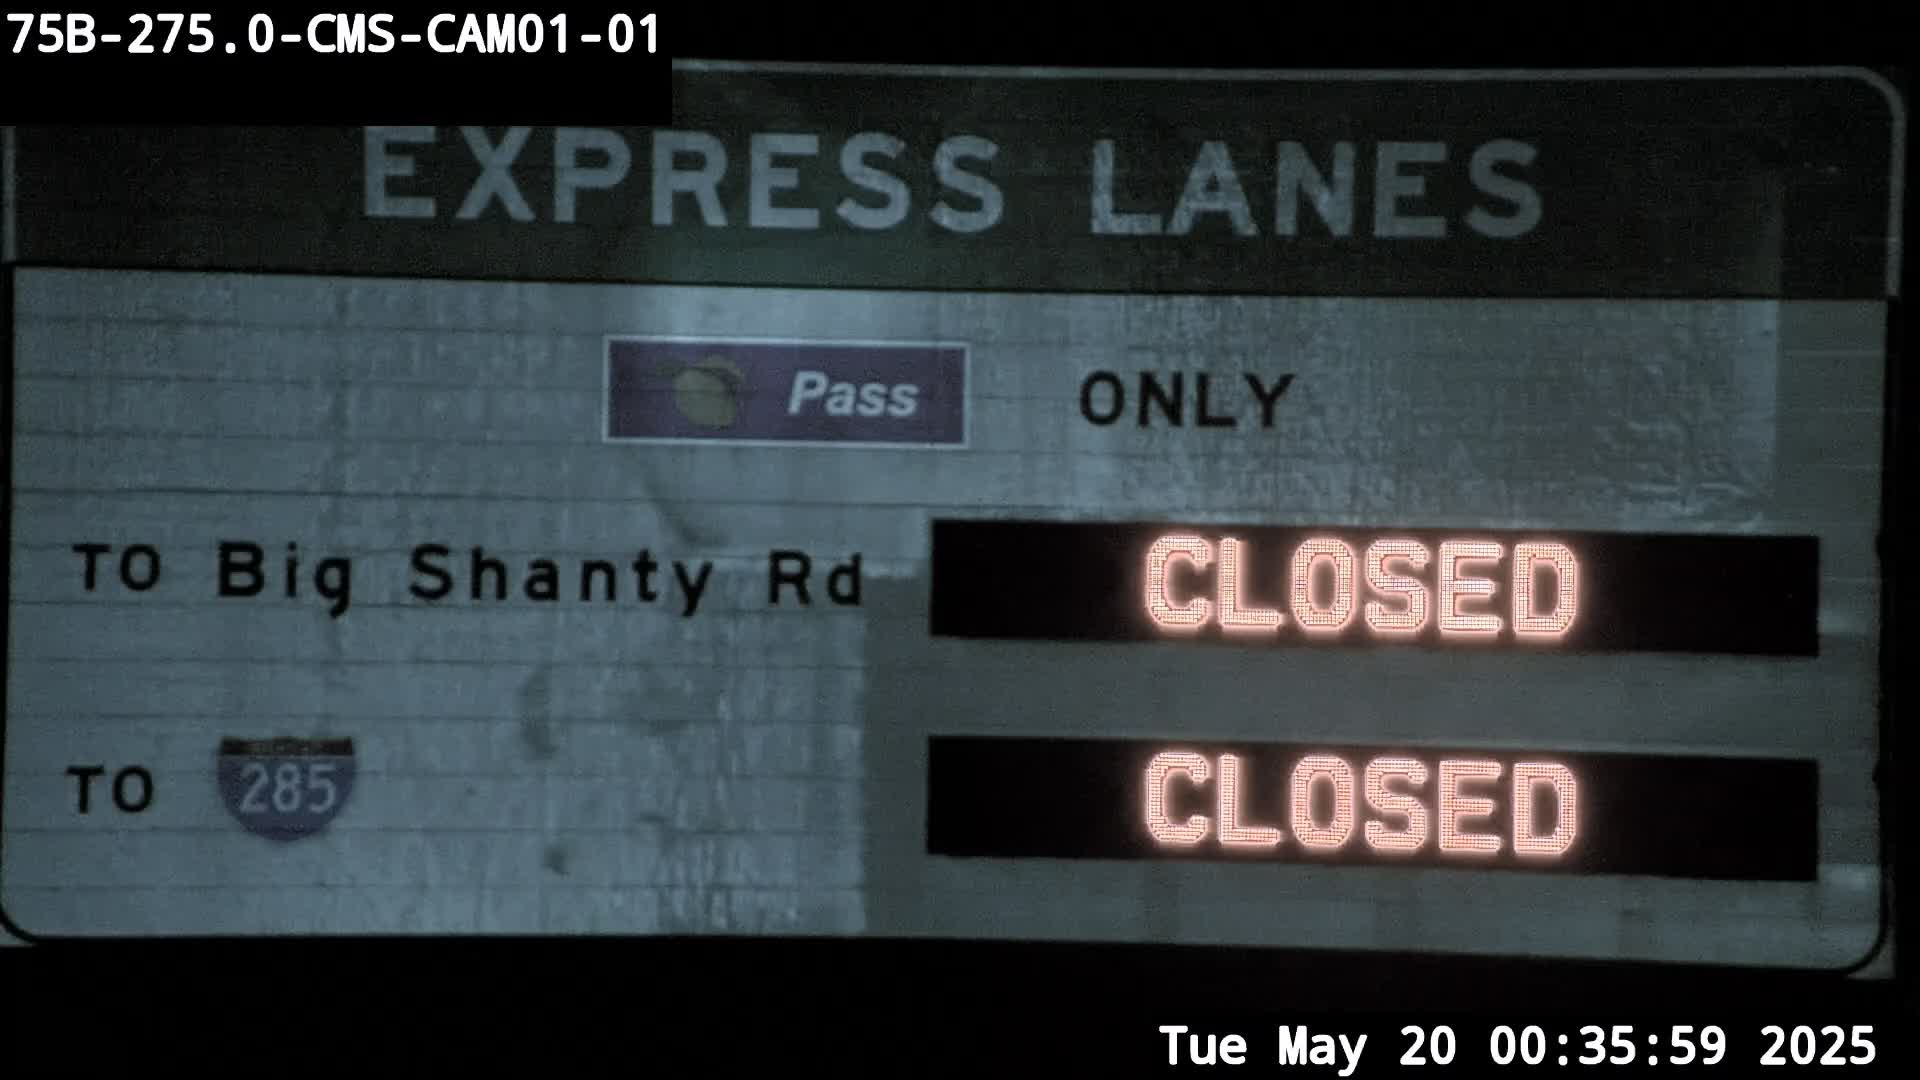 75B-275.0-CMS-CAM01-01
EXPRESS LANES
Pass ONLY
TO Big Shanty Rd CLOSED
TO 285 CLOSED
Tue May 20 00:35:59 2025